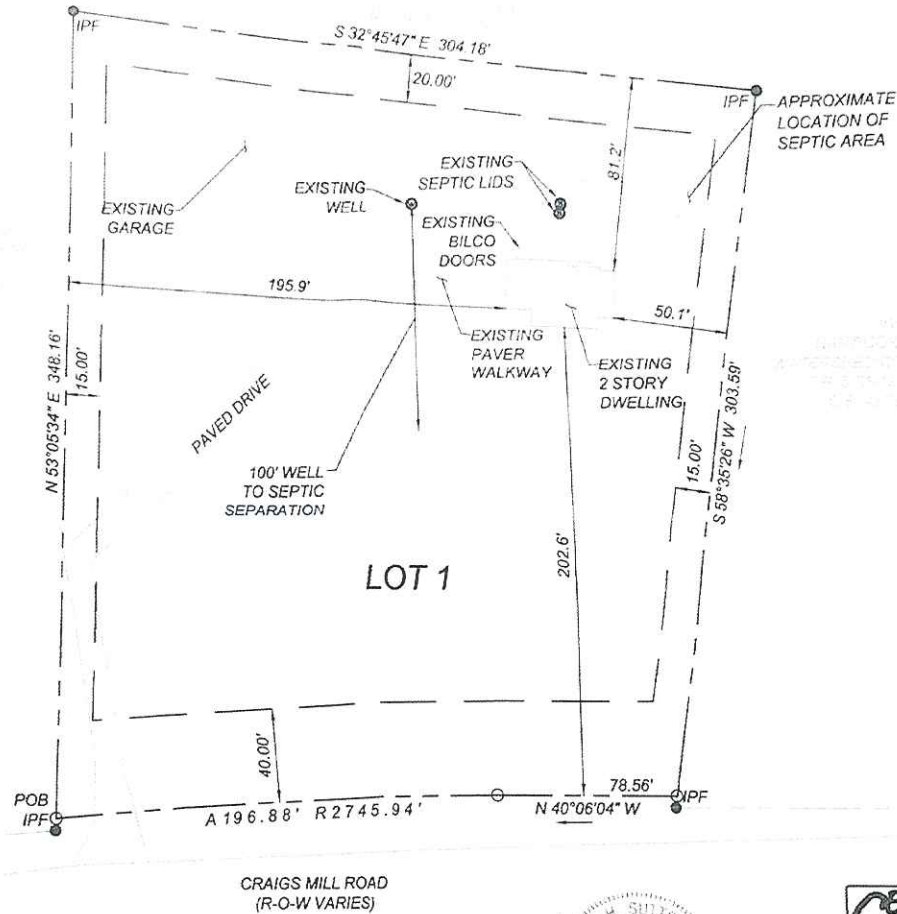 IPF
S 32°45'47" E 304.18'
20.00'
IPF
APPROXIMATE
LOCATION OF
SEPTIC AREA
81.2'
EXISTING
SEPTIC LIDS
EXISTING
WELL
EXISTING
GARAGE
EXISTING
BILCO
DOORS
195.9'
50.1'
EXISTING
PAVER
WALKWAY
EXISTING
2 STORY
DWELLING
N 53°05'34" E 348.16'
15.00'
PAVED DRIVE
S 58°35'26" W 303.59'
15.00'
100' WELL
TO SEPTIC
SEPARATION
202.6'
LOT 1
40.00'
POB
IPF
A 196.88' R 2745.94'
78.56'
N 40°06'04" W
IPF
CRAIGS MILL ROAD
(R-O-W VARIES)